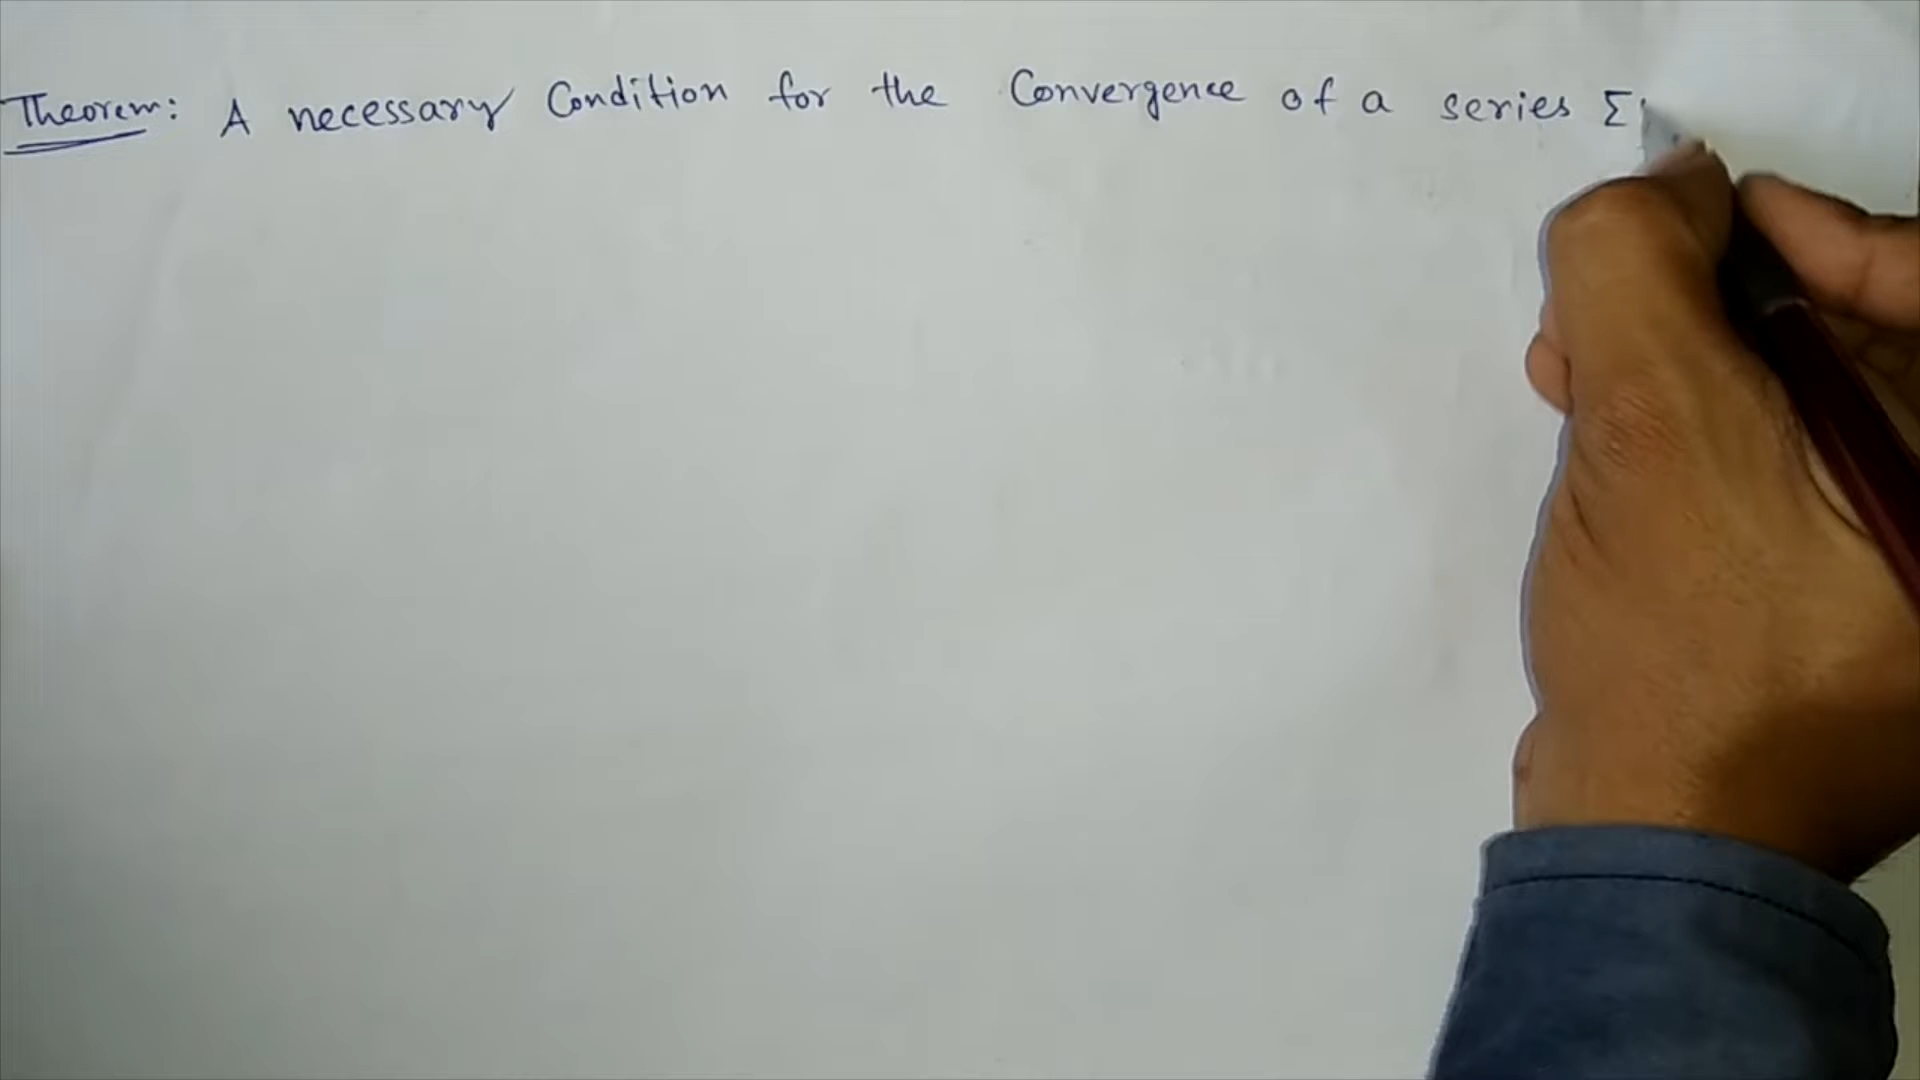 Theorem: A necessary Condition for the Convergence of a series Σ